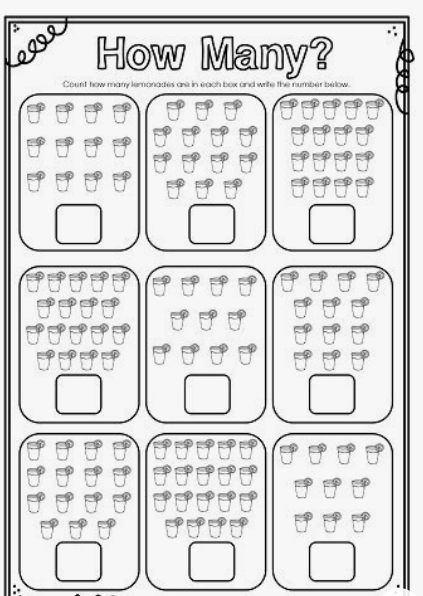 How Many?
Count how many lemonades are in each box and write the number below.